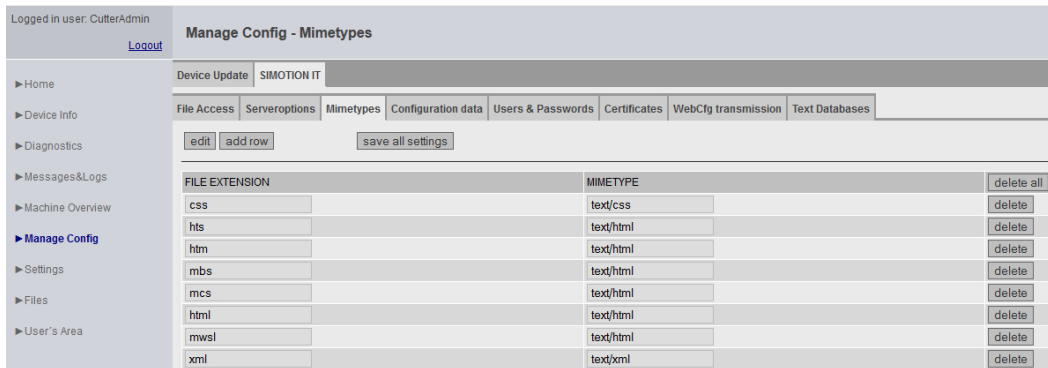 Logged in user: CutterAdmin
Logout
Manage Config - Mimetypes
►Home
►Device Info
►Diagnostics
►Messages&Logs
►Machine Overview
►Manage Config
►Settings
►Files
►User´s Area
Device Update SIMOTION IT
File Access Serveroptions Mimetypes Configuration data Users & Passwords Certificates WebCfg transmission Text Databases
edit add row save all settings
FILE EXTENSION MIMETYPE delete all
css text/css delete
hts text/html delete
htm text/html delete
mbs text/html delete
mcs text/html delete
html text/html delete
mwsl text/html delete
xml text/xml delete